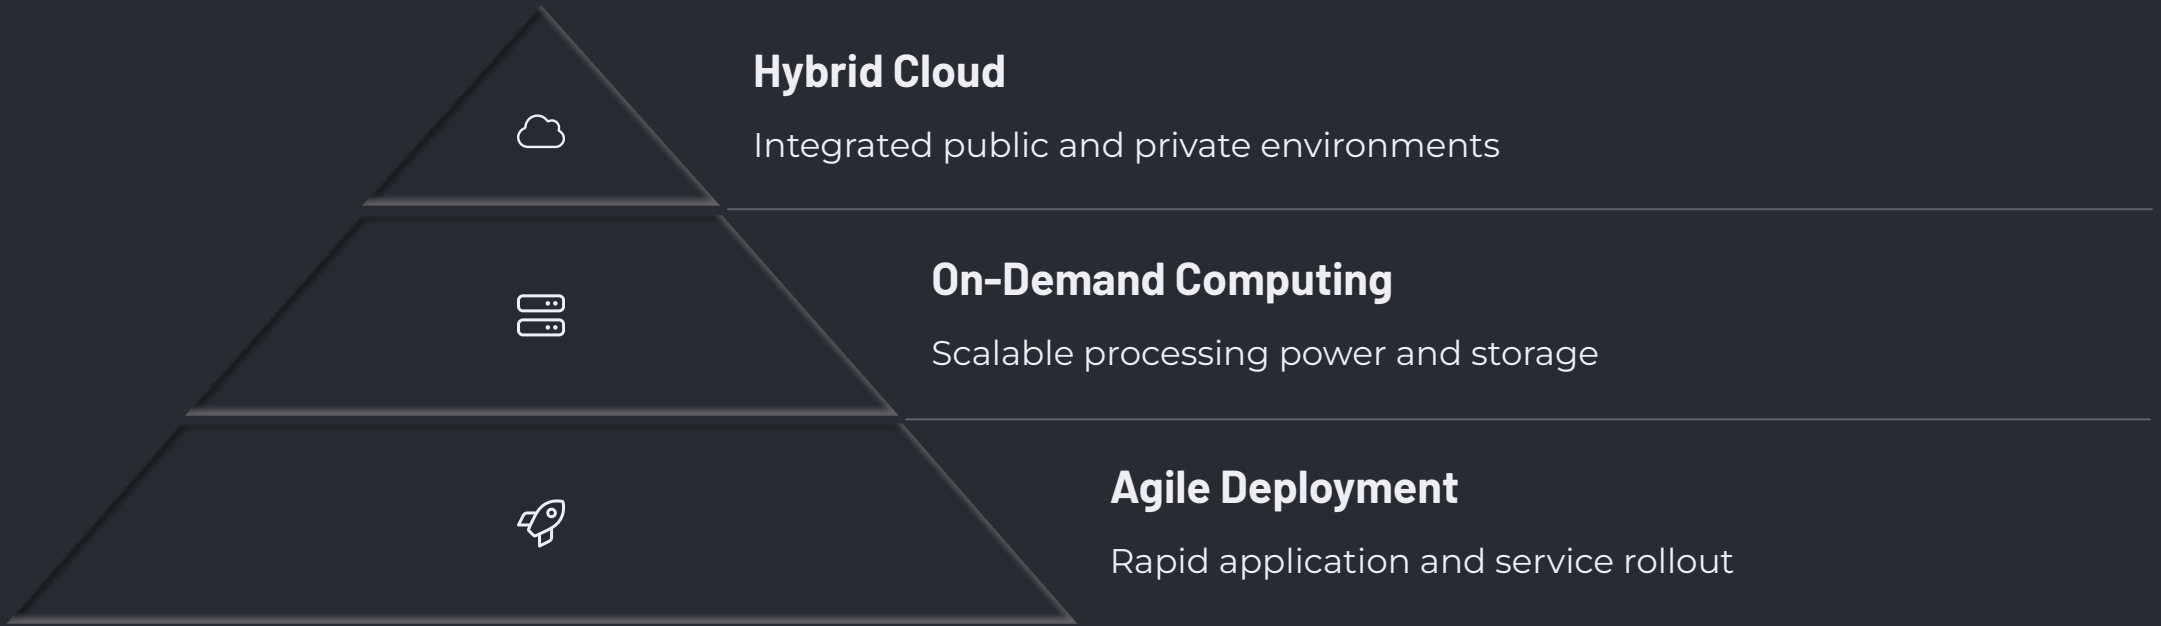 Hybrid Cloud
Integrated public and private environments
On-Demand Computing
Scalable processing power and storage
Agile Deployment
Rapid application and service rollout